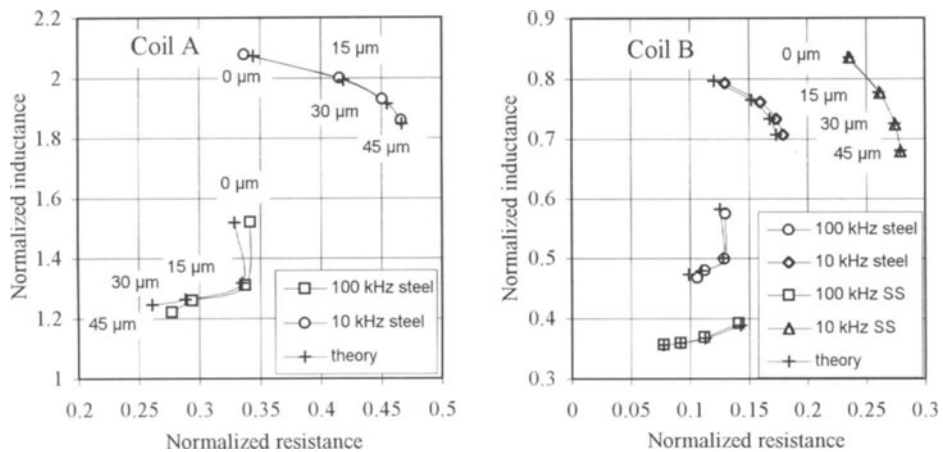 Coil A
2.2
2
1.8
1.6
1.4
1.2
1
0.2
0.25
0.3
0.35
0.4
0.45
0.5
Normalized inductance
Normalized resistance
15 µm
0 µm
30 µm
45 µm
0 µm
15 µm
30 µm
45 µm
100 kHz steel
10 kHz steel
theory
Coil B
0.9
0.8
0.7
0.6
0.5
0.4
0.3
0
0.05
0.1
0.15
0.2
0.25
0.3
Normalized inductance
Normalized resistance
0 µm
15 µm
30 µm
45 µm
100 kHz steel
10 kHz steel
100 kHz SS
10 kHz SS
theory